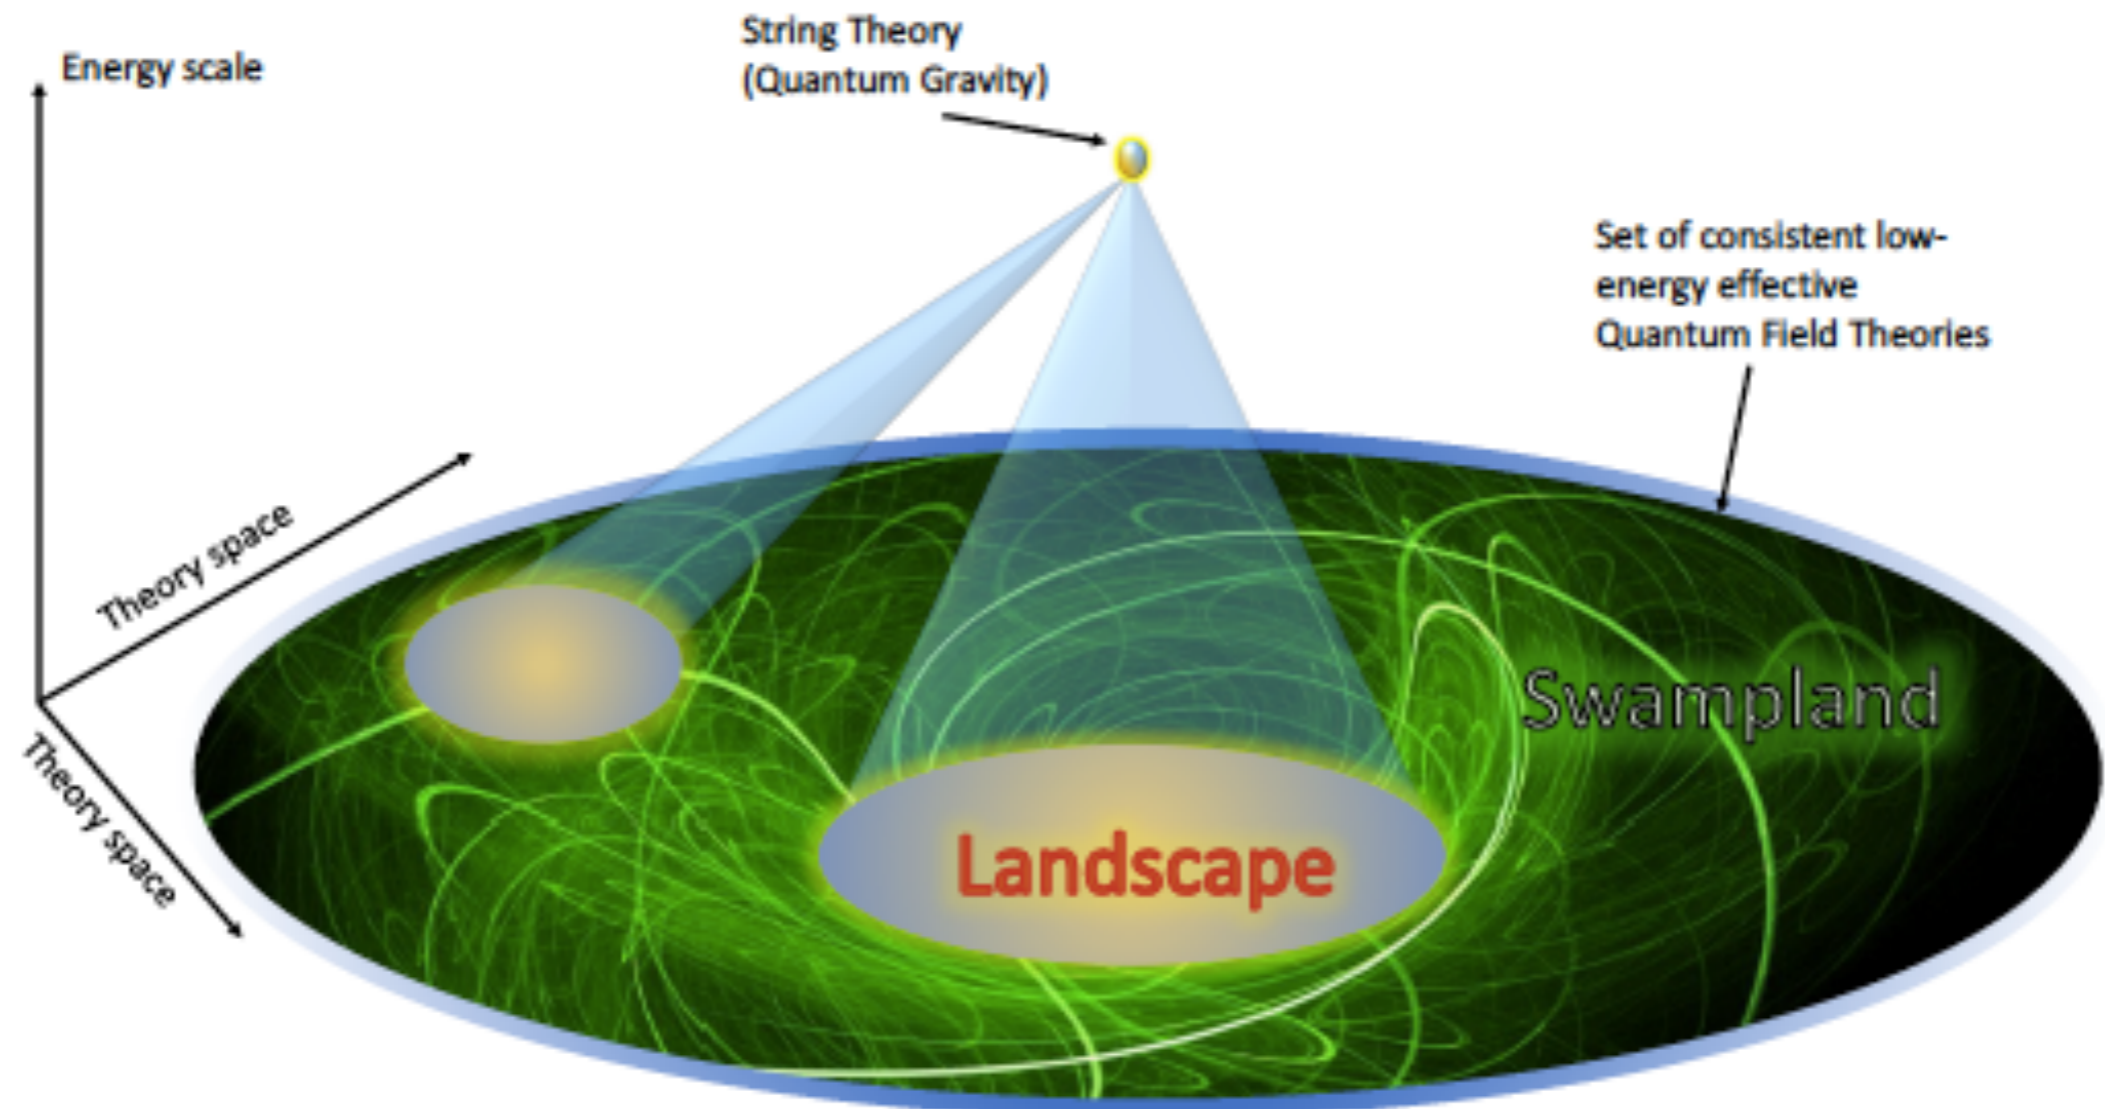 String Theory
(Quantum Gravity)
Energy scale
Set of consistent low-
energy effective
Quantum Field Theories
Theory space
Theory space
Swampland
Landscape